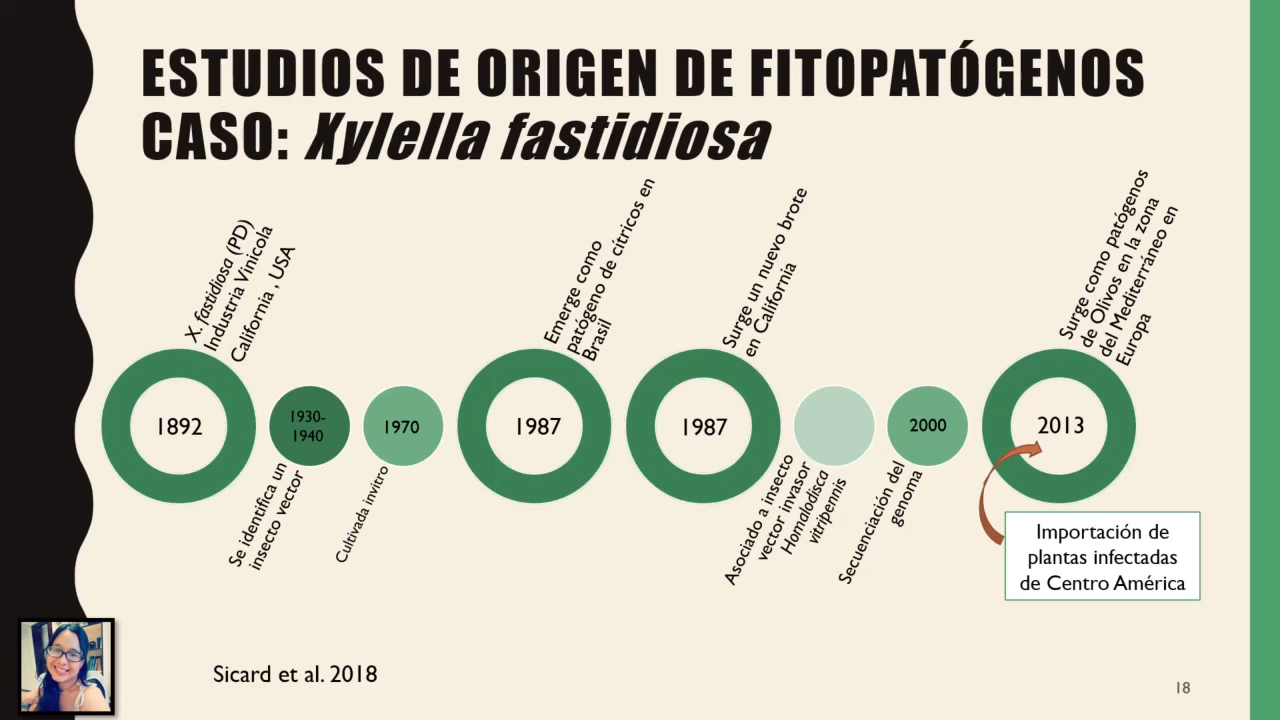 ESTUDIOS DE ORIGEN DE FITOPATÓGENOS
CASO: Xylella fastidiosa
X. fastidiosa (PD)
Industria Vinicola
California , USA
1892
1930-
1940
Se identifica un
insecto vector
1970
Cultivada invitro
Emerge como
patógeno de cítricos en
Brasil
1987
Surge un nuevo brote
en California
1987
Asociado a insecto
vector invasor
Homalodisca
vitripennis
2000
Secuenciación del
genoma
Surge como patógenos
de Olivos en la zona
del Mediterráneo en
Europa
2013
Importación de
plantas infectadas
de Centro América
Sicard et al. 2018
18